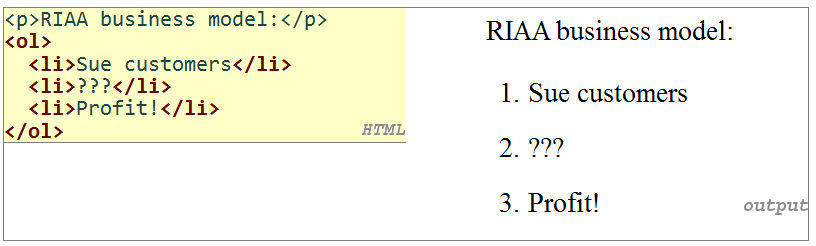 <p>RIAA business model:</p>
<ol>
  <li>Sue customers</li>
  <li>???</li>
  <li>Profit!</li>
</ol>
HTML
RIAA business model:
1. Sue customers
2. ???
3. Profit!
output